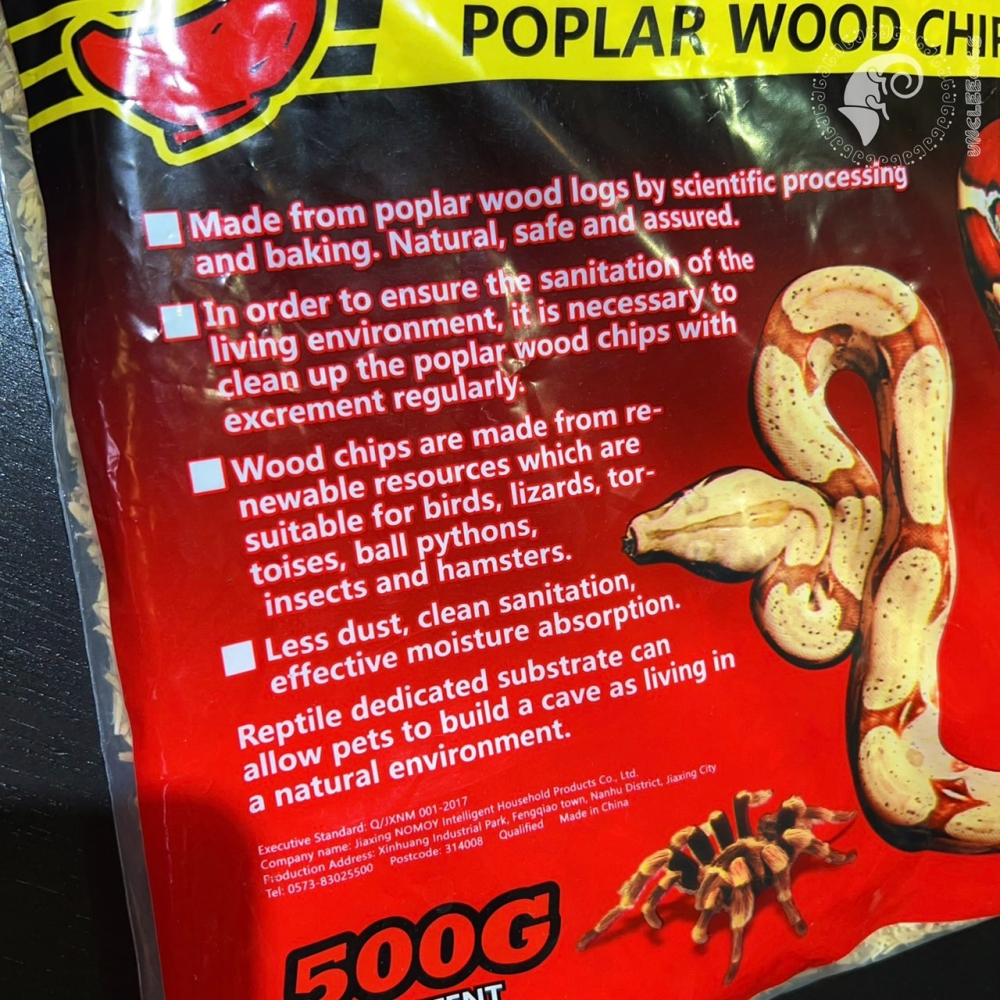 POPLAR WOOD CHI
UNCLEBOBS
Made from poplar wood logs by scientific processing
and baking. Natural, safe and assured.
In order to ensure the sanitation of the
living environment, it is necessary to
clean up the poplar wood chips with
excrement regularly.
Wood chips are made from re-
newable resources which are
suitable for birds, lizards, tor-
toises, ball pythons,
insects and hamsters.
Less dust, clean sanitation,
effective moisture absorption.
Reptile dedicated substrate can
allow pets to build a cave as living in
a natural environment.
Executive Standard: Q/JXNM 001-2017
Company name: Jiaxing NOMOY Intelligent Household Products Co., Ltd.
Production Address: Xinhuang Industrial Park, Fengqiao town, Nanhu District, Jiaxing City
Tel: 0573-83025500 Postcode: 314008 Qualified Made in China
500G
TENT